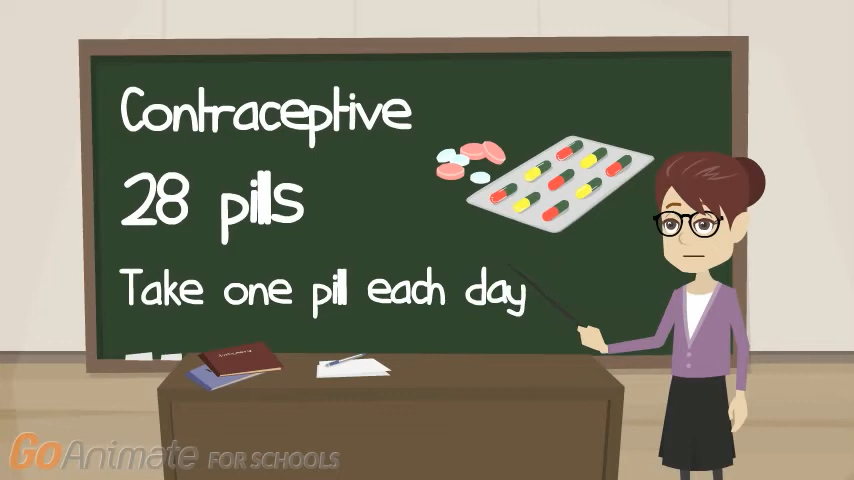 Contraceptive
28 pills
Take one pill each day
GoAnimate FOR SCHOOLS